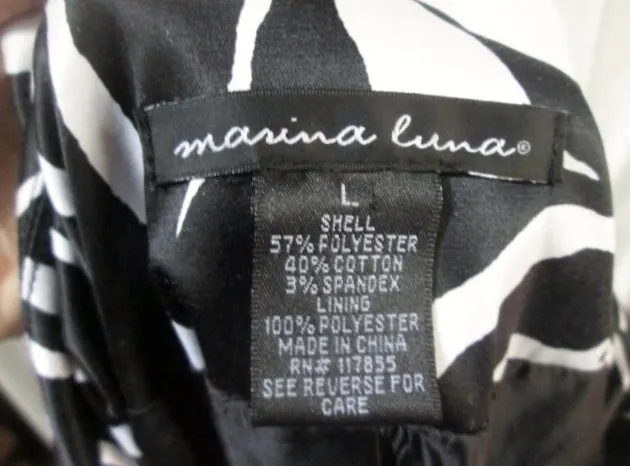 marina luna®
L
SHELL
57% POLYESTER
40% COTTON
3% SPANDEX
LINING
100% POLYESTER
MADE IN CHINA
RN# 117855
SEE REVERSE FOR
CARE